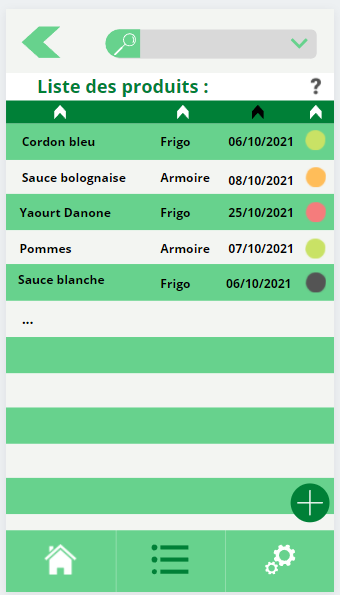 Liste des produits : ?
Cordon bleu Frigo 06/10/2021
Sauce bolognaise Armoire 08/10/2021
Yaourt Danone Frigo 25/10/2021
Pommes Armoire 07/10/2021
Sauce blanche Frigo 06/10/2021
...